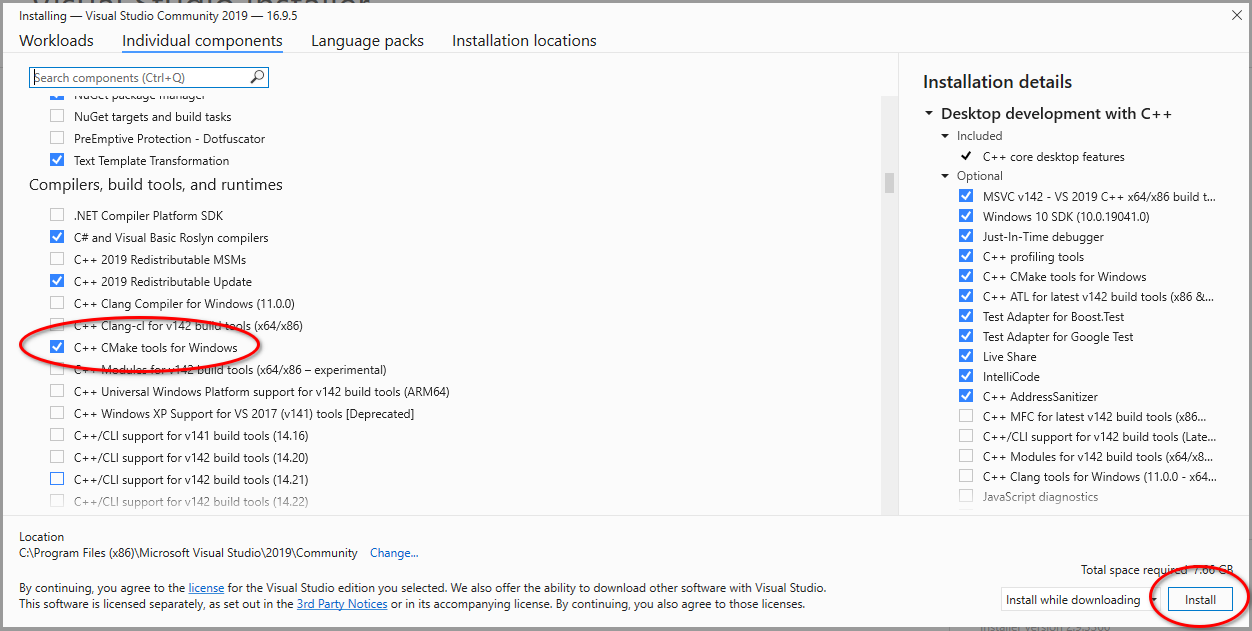 Installing — Visual Studio Community 2019 — 16.9.5
Workloads
Individual components
Language packs
Installation locations
Search components (Ctrl+Q)
NuGet package manager
NuGet targets and build tasks
PreEmptive Protection - Dotfuscator
Text Template Transformation
Compilers, build tools, and runtimes
.NET Compiler Platform SDK
C# and Visual Basic Roslyn compilers
C++ 2019 Redistributable MSMs
C++ 2019 Redistributable Update
C++ Clang Compiler for Windows (11.0.0)
C++ Clang-cl for v142 build tools (x64/x86)
C++ CMake tools for Windows
C++ Modules for v142 build tools (x64/x86 – experimental)
C++ Universal Windows Platform support for v142 build tools (ARM64)
C++ Windows XP Support for VS 2017 (v141) tools [Deprecated]
C++/CLI support for v141 build tools (14.16)
C++/CLI support for v142 build tools (14.20)
C++/CLI support for v142 build tools (14.21)
C++/CLI support for v142 build tools (14.22)
Installation details
Desktop development with C++
Included
C++ core desktop features
Optional
MSVC v142 - VS 2019 C++ x64/x86 build t...
Windows 10 SDK (10.0.19041.0)
Just-In-Time debugger
C++ profiling tools
C++ CMake tools for Windows
C++ ATL for latest v142 build tools (x86 &...
Test Adapter for Boost.Test
Test Adapter for Google Test
Live Share
IntelliCode
C++ AddressSanitizer
C++ MFC for latest v142 build tools (x86...
C++/CLI support for v142 build tools (Late...
C++ Modules for v142 build tools (x64/x8...
C++ Clang tools for Windows (11.0.0 - x64...
JavaScript diagnostics
Location
C:\Program Files (x86)\Microsoft Visual Studio\2019\Community Change...
By continuing, you agree to the license for the Visual Studio edition you selected. We also offer the ability to download other software with Visual Studio.
This software is licensed separately, as set out in the 3rd Party Notices or in its accompanying license. By continuing, you also agree to those licenses.
Total space required 7.66 GB
Install while downloading
Install